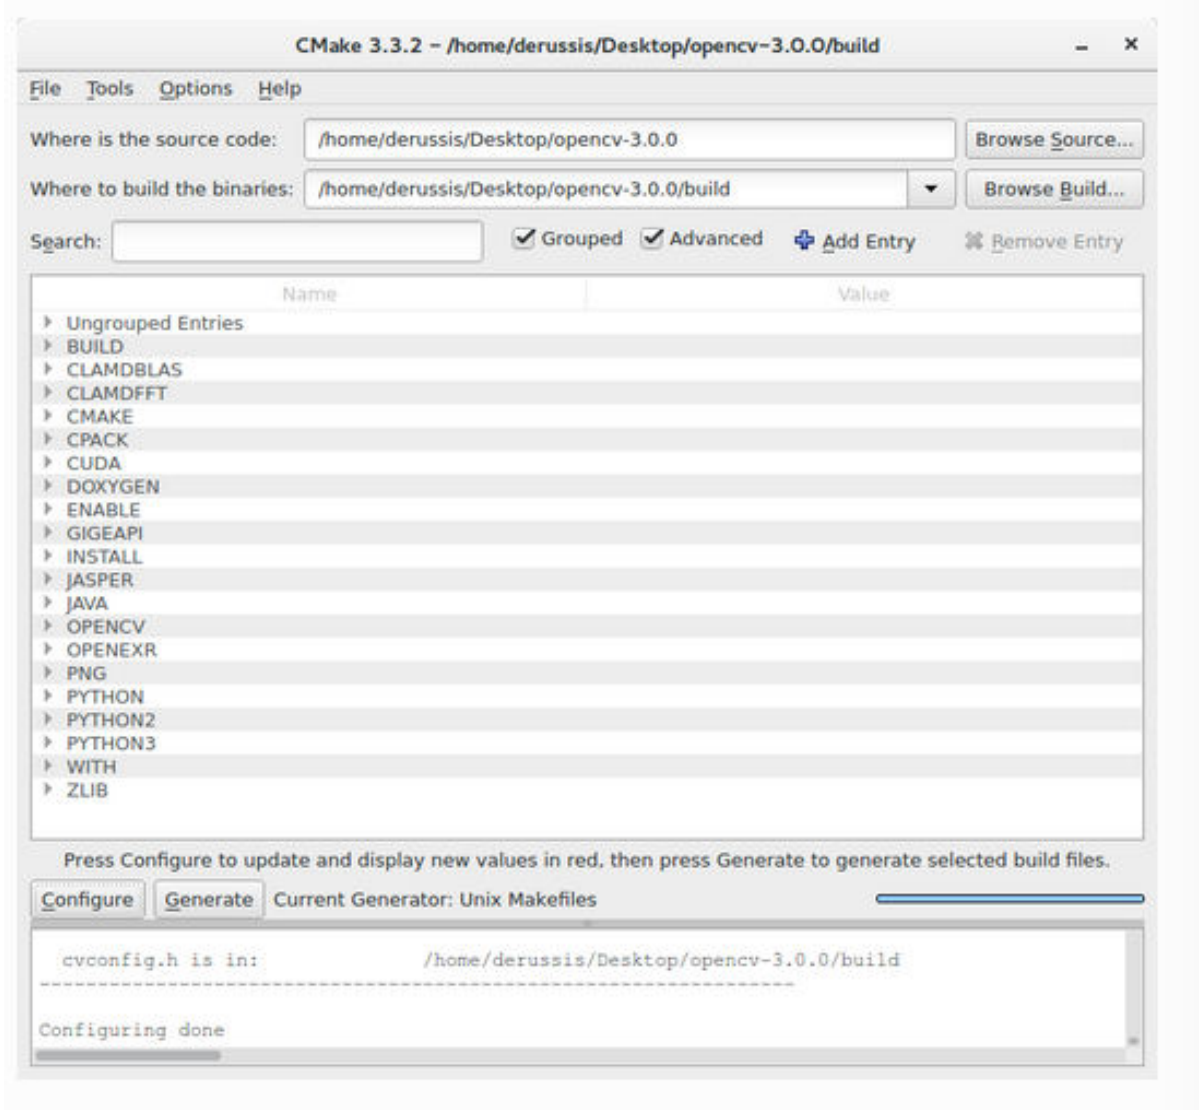 CMake 3.3.2 – /home/derussis/Desktop/opencv-3.0.0/build
File Tools Options Help
Where is the source code: /home/derussis/Desktop/opencv-3.0.0 Browse Source...
Where to build the binaries: /home/derussis/Desktop/opencv-3.0.0/build Browse Build...
Search: Grouped Advanced Add Entry Remove Entry
Name Value
Ungrouped Entries
BUILD
CLAMDBLAS
CLAMDFFT
CMAKE
CPACK
CUDA
DOXYGEN
ENABLE
GIGEAPI
INSTALL
JASPER
JAVA
OPENCV
OPENEXR
PNG
PYTHON
PYTHON2
PYTHON3
WITH
ZLIB
Press Configure to update and display new values in red, then press Generate to generate selected build files.
Configure Generate Current Generator: Unix Makefiles
cvconfig.h is in: /home/derussis/Desktop/opencv-3.0.0/build
-----------------------------------------------------------------
Configuring done